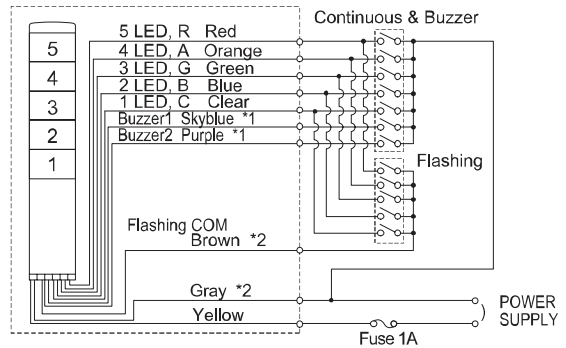 Continuous & Buzzer
5 LED, R Red
4 LED, A Orange
3 LED, G Green
2 LED, B Blue
1 LED, C Clear
Buzzer1 Skyblue *1
Buzzer2 Purple *1
5
4
3
2
1
Flashing
Flashing COM
Brown *2
Gray *2
Yellow
Fuse 1A
POWER
SUPPLY